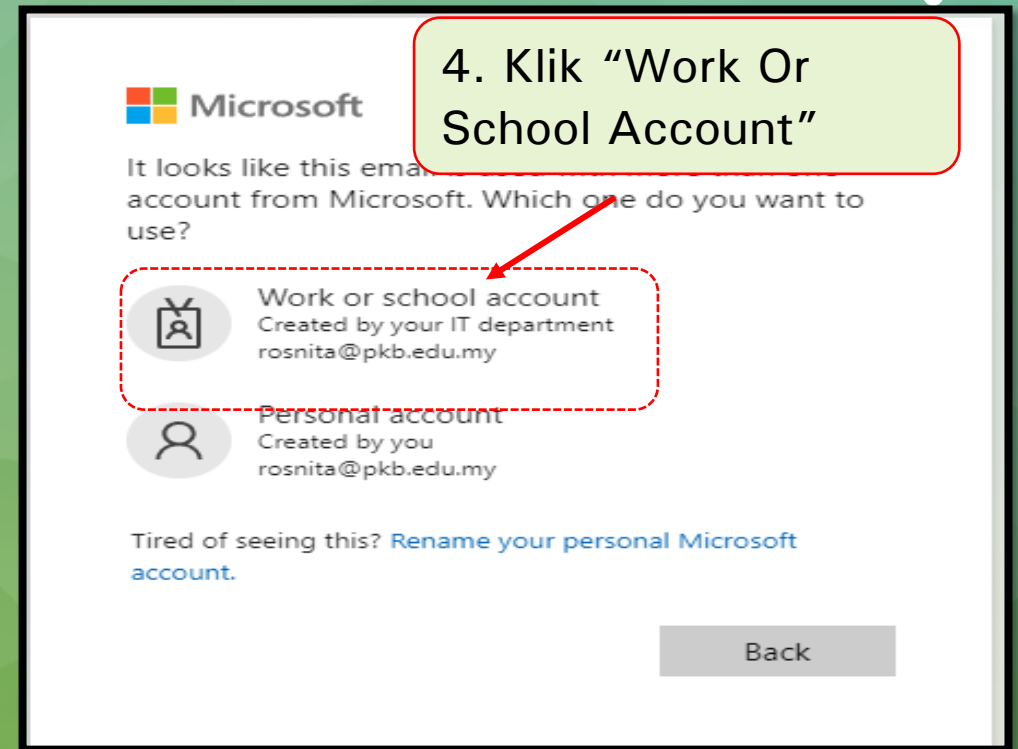 4. Klik “Work Or
School Account”
Microsoft
It looks like this
account from Microsoft. Which one do you want to
use?
Work or school account
Created by your IT department
rosnita@pkb.edu.my
Personal account
Created by you
rosnita@pkb.edu.my
Tired of seeing this? Rename your personal Microsoft
account.
Back